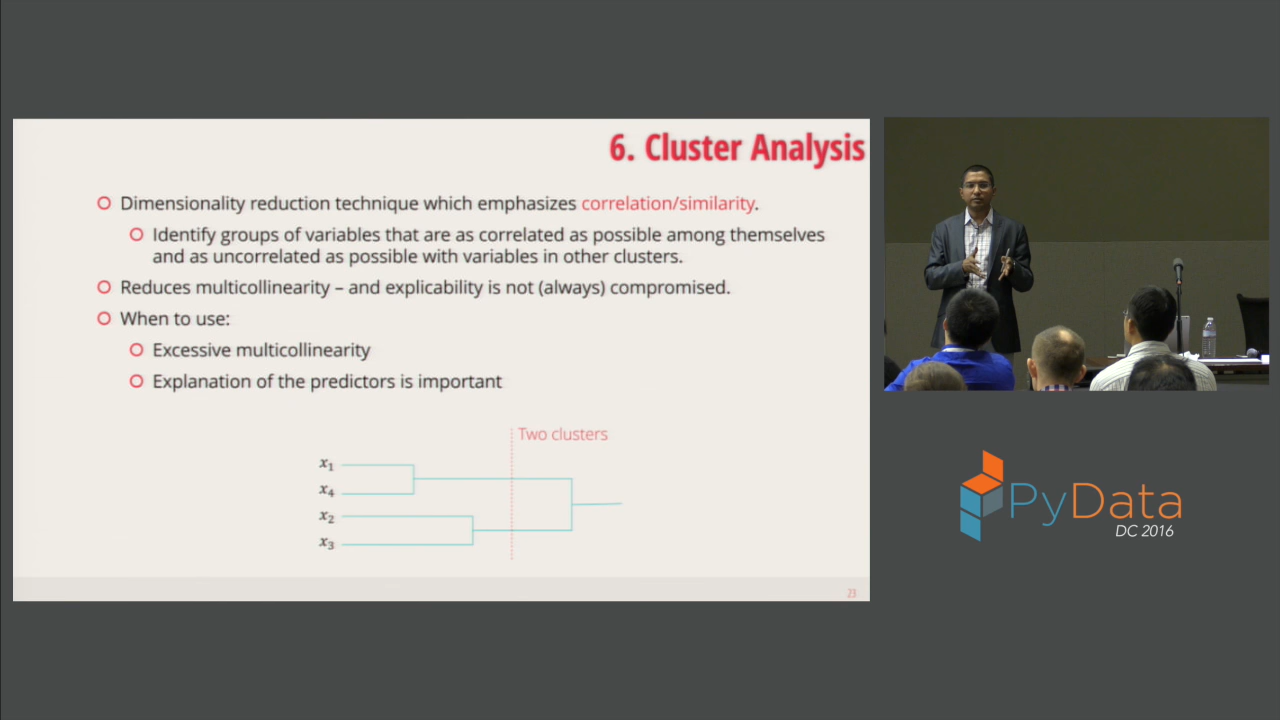 6. Cluster Analysis
Dimensionality reduction technique which emphasizes correlation/similarity.
Identify groups of variables that are as correlated as possible among themselves
and as uncorrelated as possible with variables in other clusters.
Reduces multicollinearity – and explicability is not (always) compromised.
When to use:
Excessive multicollinearity
Explanation of the predictors is important
Two clusters
x₁
x₄
x₂
x₃
23
PyData
DC 2016